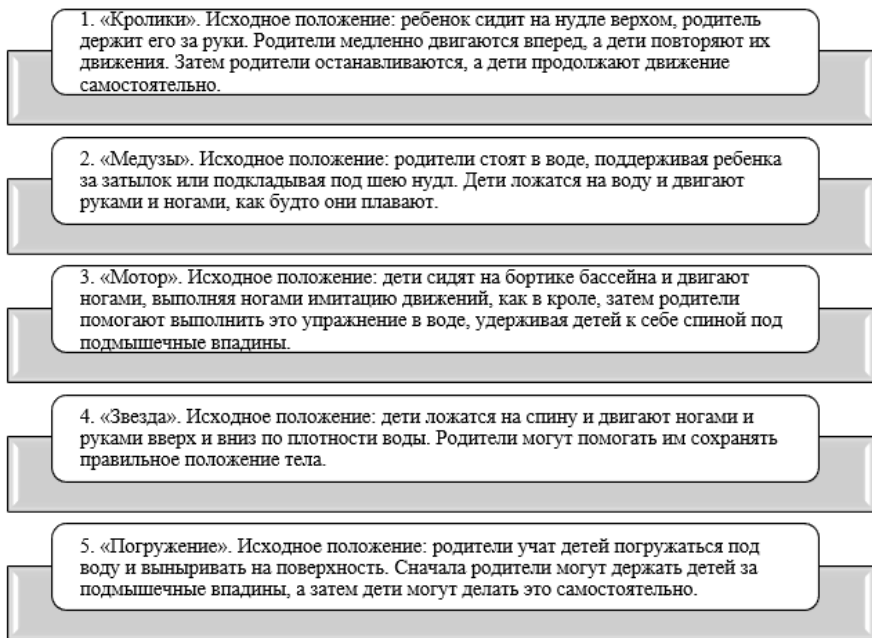 1. «Кролики». Исходное положение: ребенок сидит на нудле верхом, родитель
держит его за руки. Родители медленно двигаются вперед, а дети повторяют их
движения. Затем родители останавливаются, а дети продолжают движение
самостоятельно.
2. «Медузы». Исходное положение: родители стоят в воде, поддерживая ребенка
за затылок или подкладывая под шею нудл. Дети ложатся на воду и двигают
руками и ногами, как будто они плавают.
3. «Мотор». Исходное положение: дети сидят на бортике бассейна и двигают
ногами, выполняя ногами имитацию движений, как в кроле, затем родители
помогают выполнить это упражнение в воде, удерживая детей к себе спиной под
подмышечные впадины.
4. «Звезда». Исходное положение: дети ложатся на спину и двигают ногами и
руками вверх и вниз по плотности воды. Родители могут помогать им сохранять
правильное положение тела.
5. «Погружение». Исходное положение: родители учат детей погружаться под
воду и выныривать на поверхность. Сначала родители могут держать детей за
подмышечные впадины, а затем дети могут делать это самостоятельно.